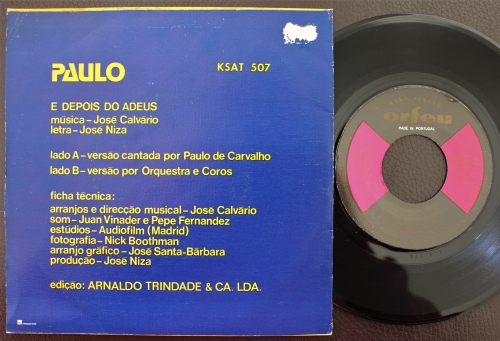 PAULO
KSAT 507
E DEPOIS DO ADEUS
música – José Calvário
letra – José Niza
lado A – versão cantada por Paulo de Carvalho
lado B – versão por Orquestra e Coros
ficha técnica:
arranjos e direcção musical – José Calvário
som – Juan Vinader e Pepe Fernandez
estúdios – Audiofilm (Madrid)
fotografia – Nick Boothman
arranjo gráfico – José Santa-Bárbara
produção – José Niza
edição: ARNALDO TRINDADE & CA. LDA.
orfeu
MADE IN PORTUGAL